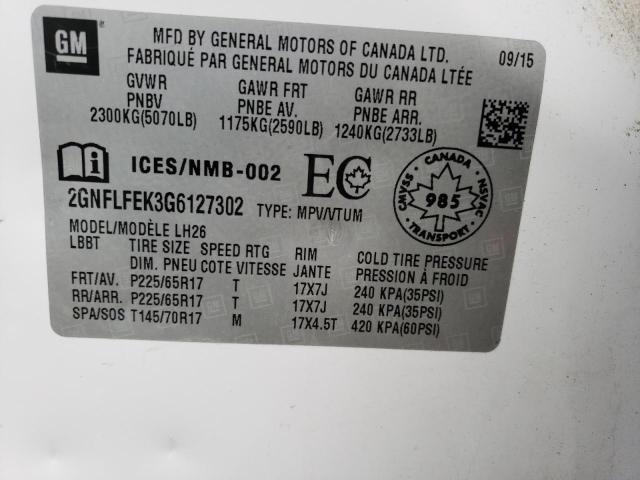 GM
MFD BY GENERAL MOTORS OF CANADA LTD.
FABRIQUÉ PAR GENERAL MOTORS DU CANADA LTÉE
09/15
GVWR GAWR FRT GAWR RR
PNBV PNBE AV. PNBE ARR.
2300KG(5070LB) 1175KG(2590LB) 1240KG(2733LB)
ICES/NMB-002 EC
CANADA
CMVSS 985 NSVAC
TRANSPORT
2GNFLFEK3G6127302 TYPE: MPV/VTUM
MODEL/MODÈLE LH26
LBBT TIRE SIZE SPEED RTG RIM COLD TIRE PRESSURE
DIM. PNEU COTE VITESSE JANTE PRESSION À FROID
FRT/AV. P225/65R17 T 17X7J 240 KPA(35PSI)
RR/ARR. P225/65R17 T 17X7J 240 KPA(35PSI)
SPA/SOS T145/70R17 M 17X4.5T 420 KPA(60PSI)